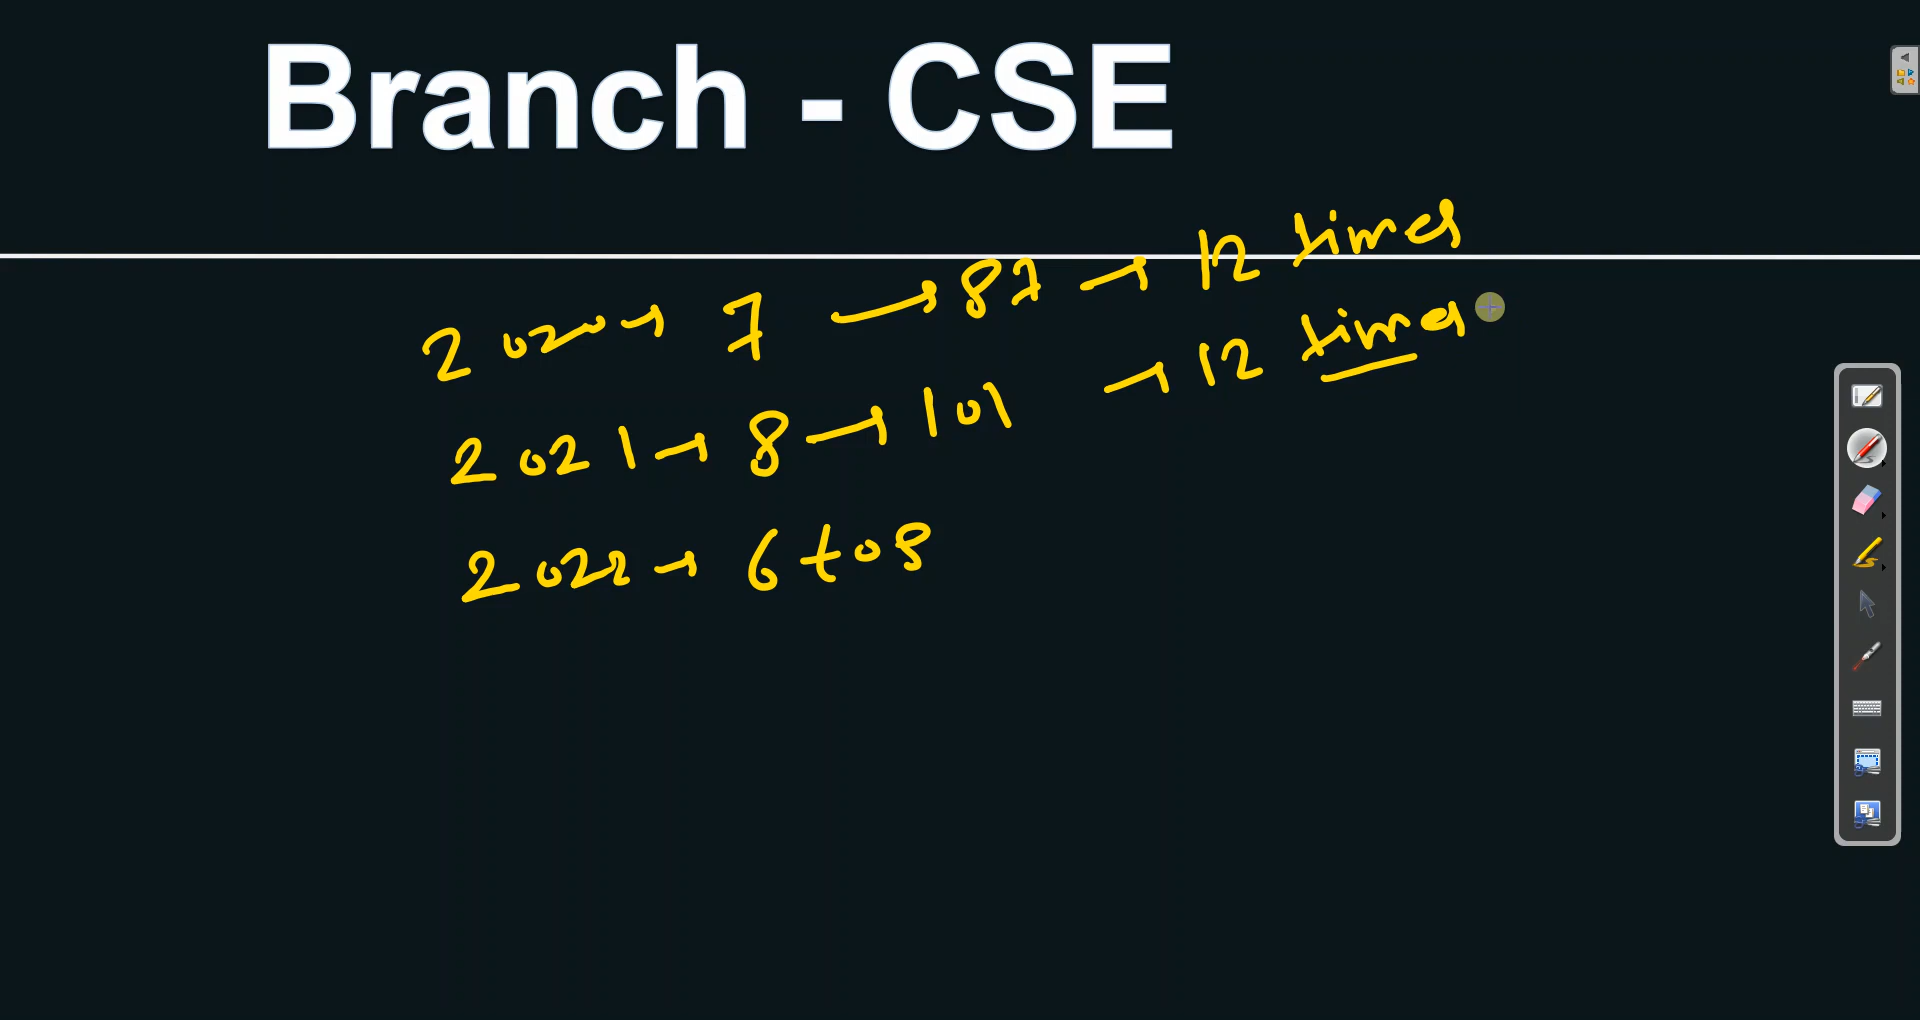 Branch - CSE
2020 → 7 → 87 → 12 times
2021 → 8 → 101 → 12 times
2022 → 6 to 8